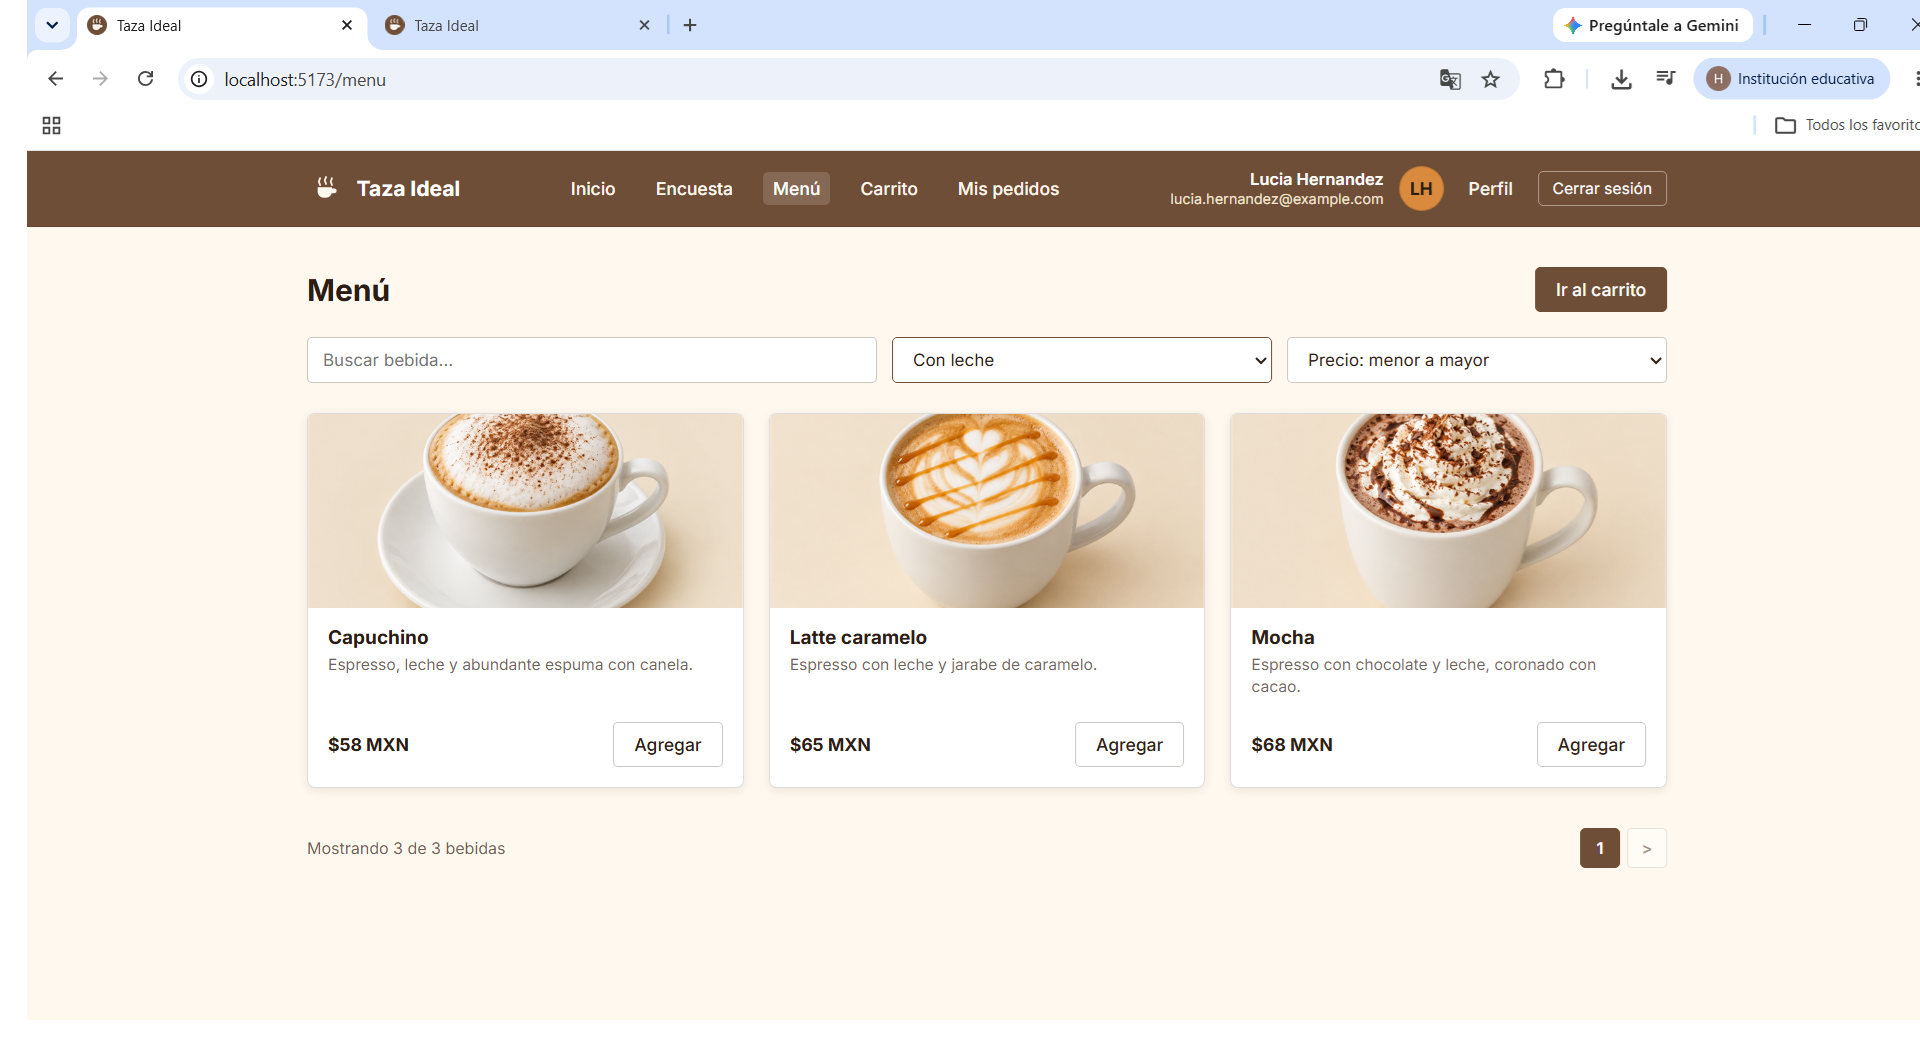 Taza Ideal
Taza Ideal
Pregúntale a Gemini
localhost:5173/menu
H
Institución educativa
Todos los favorito
Taza Ideal
Inicio
Encuesta
Menú
Carrito
Mis pedidos
Lucia Hernandez
lucia.hernandez@example.com
LH
Perfil
Cerrar sesión
Menú
Ir al carrito
Buscar bebida...
Con leche
Precio: menor a mayor
Capuchino
Espresso, leche y abundante espuma con canela.
$58 MXN
Agregar
Latte caramelo
Espresso con leche y jarabe de caramelo.
$65 MXN
Agregar
Mocha
Espresso con chocolate y leche, coronado con
cacao.
$68 MXN
Agregar
Mostrando 3 de 3 bebidas
1
>